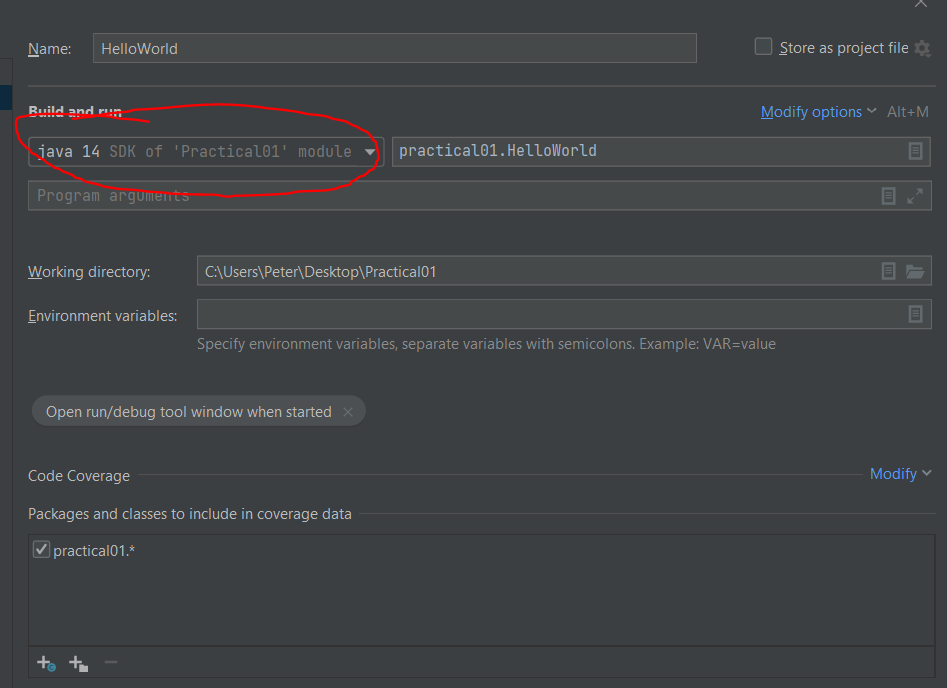 Name: HelloWorld Store as project file
Build and run Modify options Alt+M
java 14 SDK of 'Practical01' module practical01.HelloWorld
Program arguments
Working directory: C:\Users\Peter\Desktop\Practical01
Environment variables:
Specify environment variables, separate variables with semicolons. Example: VAR=value
Open run/debug tool window when started
Code Coverage Modify
Packages and classes to include in coverage data
practical01.*